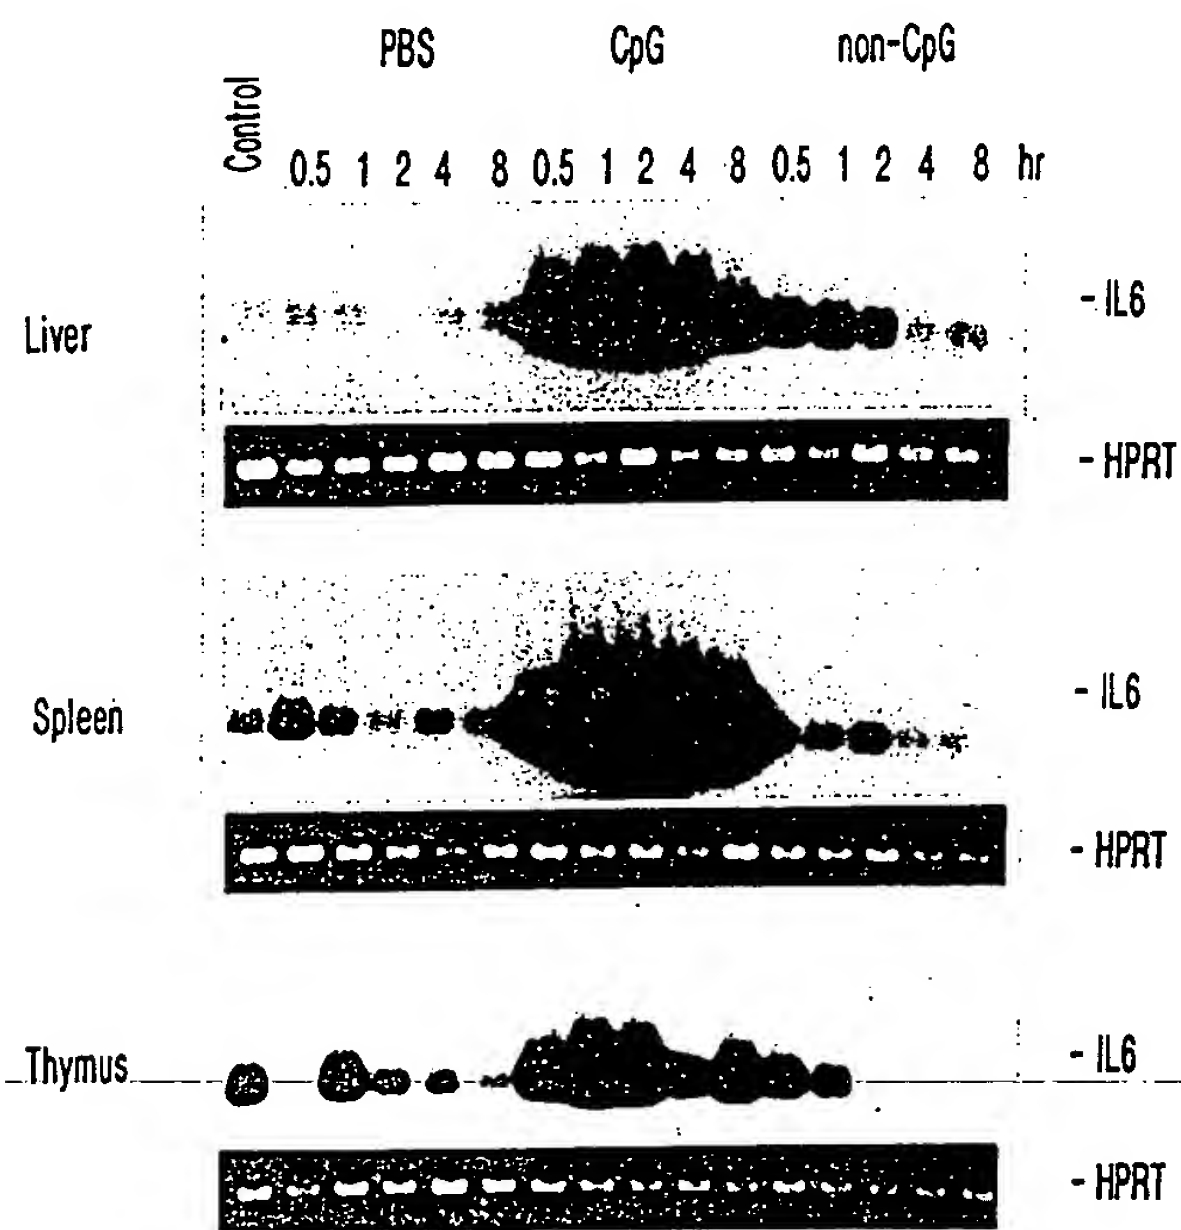 PBS CpG non-CpG
Control
0.5 1 2 4 8 0.5 1 2 4 8 0.5 1 2 4 8 hr
Liver
- IL6
- HPRT
Spleen
- IL6
- HPRT
Thymus
- IL6
- HPRT